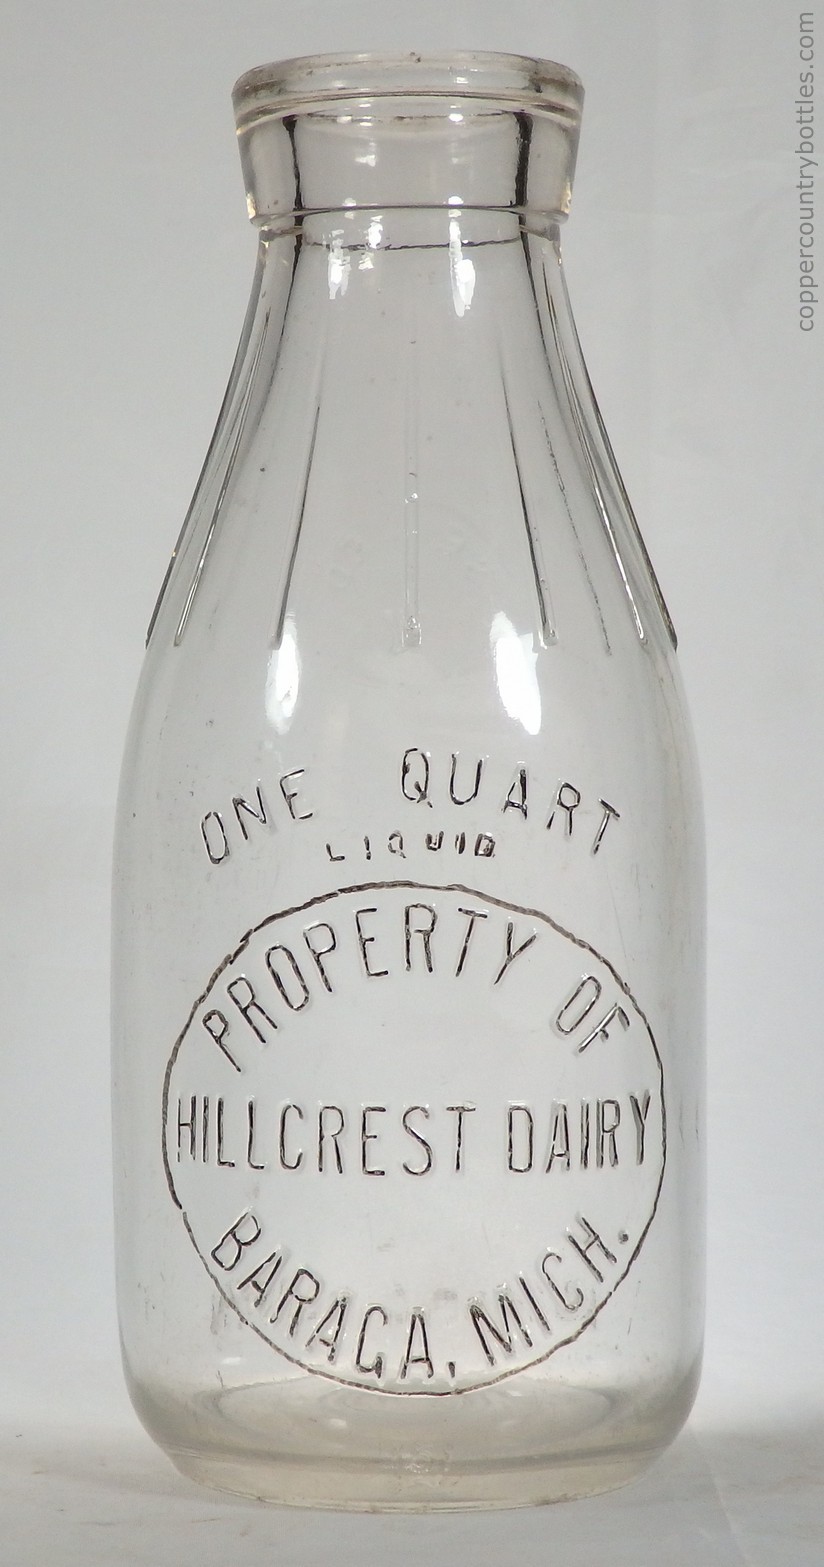 coppercountrybottles.com
ONE QUART
LIQUID
PROPERTY OF
HILLCREST DAIRY
BARAGA, MICH.